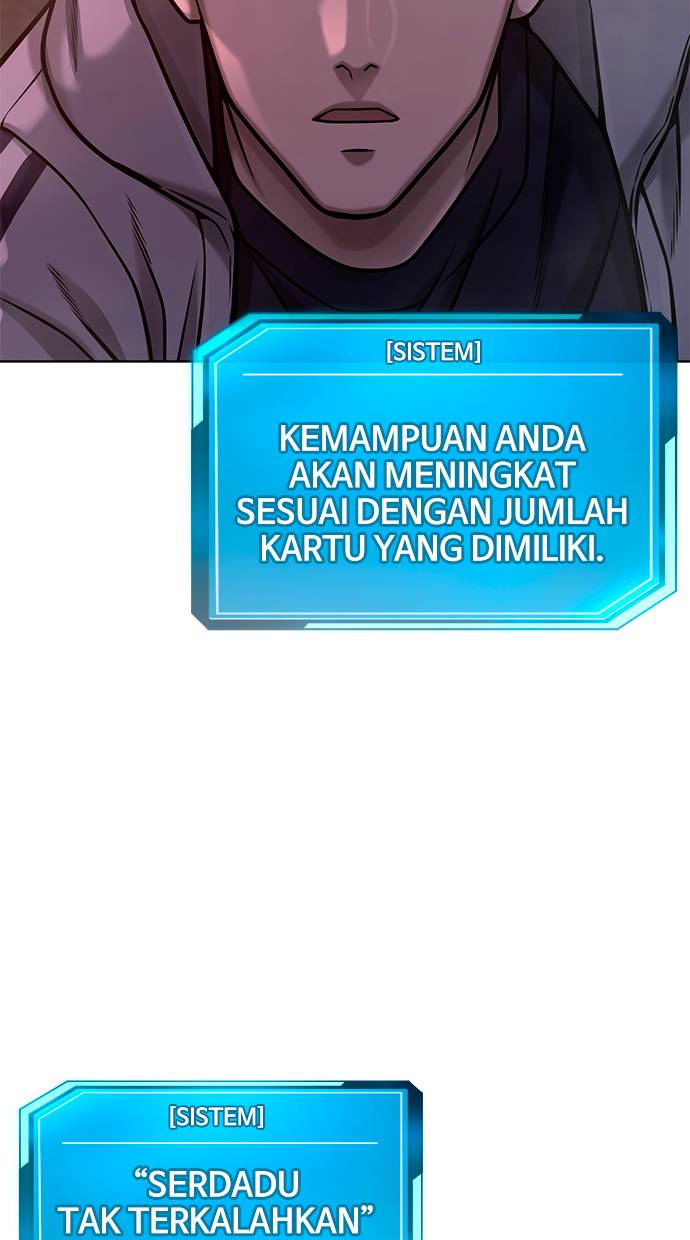 [SISTEM]
KEMAMPUAN ANDA
AKAN MENINGKAT
SESUAI DENGAN JUMLAH
KARTU YANG DIMILIKI.
[SISTEM]
“SERDADU
TAK TERKALAHKAN”